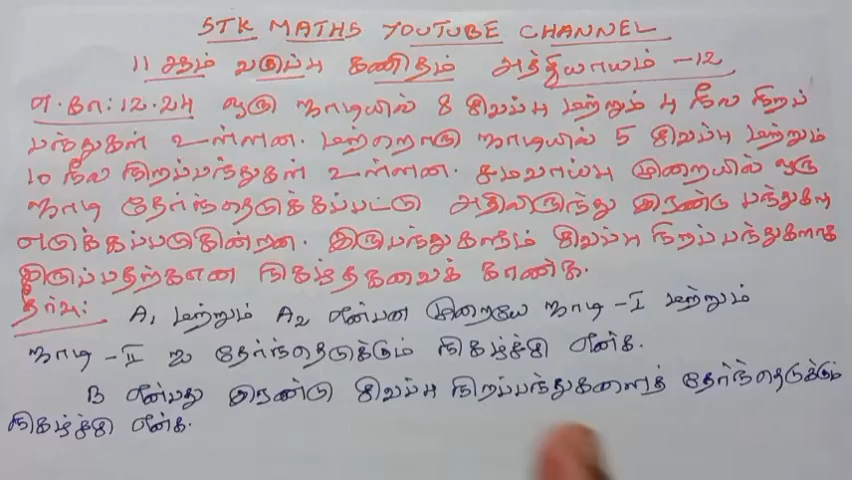 STK MATHS YOUTUBE CHANNEL
11 ஆம் வகுப்பு கணிதம் அத்தியாயம் -12
எ.கா:12.24 ஒரு ஜாடியில் 8 சிவப்பு மற்றும் 4 நீல நிறப்
பந்துகள் உள்ளன. மற்றொரு ஜாடியில் 5 சிவப்பு மற்றும்
10 நீல நிறப்பந்துகள் உள்ளன. சமவாய்ப்பு முறையில் ஒரு
ஜாடி தேர்ந்தெடுக்கப்பட்டு அதிலிருந்து இரண்டு பந்துகள்
எடுக்கப்படுகின்றன. இருபந்துகளும் சிவப்பு நிறப்பந்துகளாக
இருப்பதற்கான நிகழ்தகவைக் காண்க.
தீர்வு: A₁ மற்றும் A₂ என்பன முறையே ஜாடி -I மற்றும்
ஜாடி -II ஐ தேர்ந்தெடுக்கும் நிகழ்ச்சி என்க.
B என்பது இரண்டு சிவப்பு நிறப்பந்துகளைத் தேர்ந்தெடுக்கும்
நிகழ்ச்சி என்க.